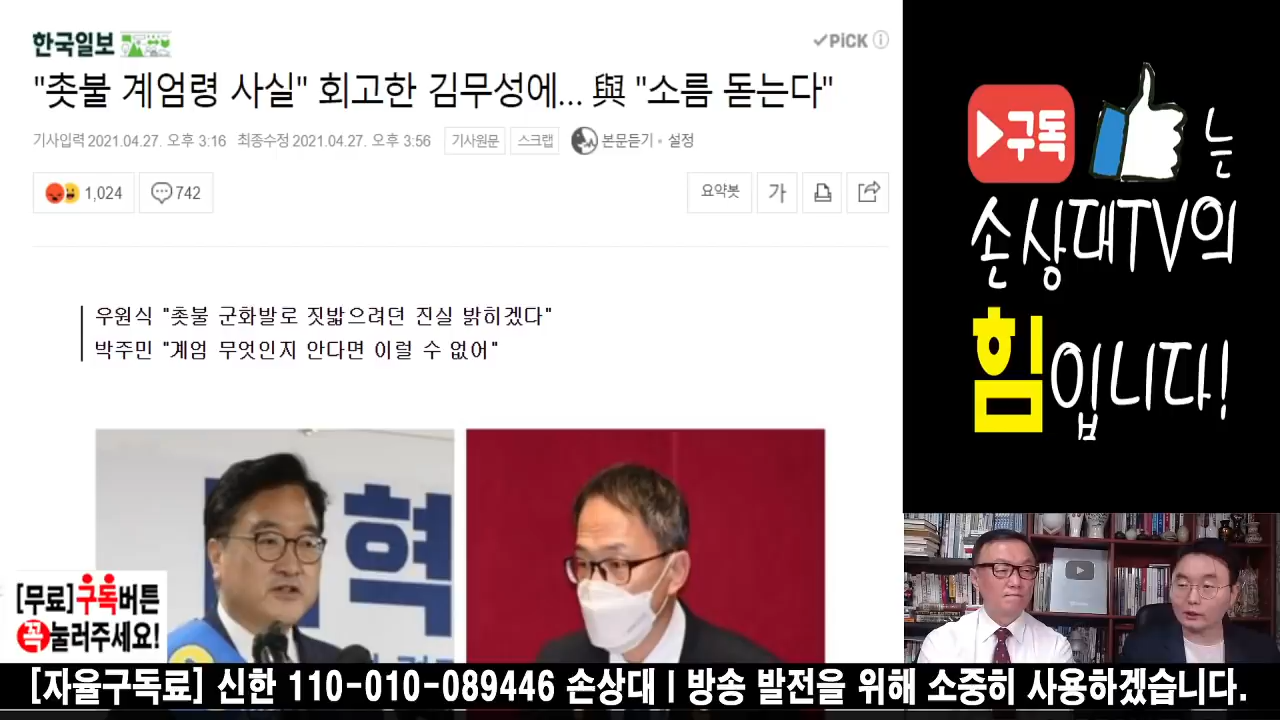 한국일보
✓PiCK ⓘ
"촛불 계엄령 사실" 회고한 김무성에... 與 "소름 돋는다"
기사입력 2021.04.27. 오후 3:16 최종수정 2021.04.27. 오후 3:56 기사원문 스크랩 본문듣기 · 설정
1,024 742
요약봇 가
우원식 "촛불 군화발로 짓밟으려던 진실 밝히겠다"
박주민 "계엄 무엇인지 안다면 이럴 수 없어"
혁
[무료]구독버튼
꼭 눌러주세요!
구독 는
손상대TV의
힘입니다!
[자율구독료] 신한 110-010-089446 손상대 | 방송 발전을 위해 소중히 사용하겠습니다.